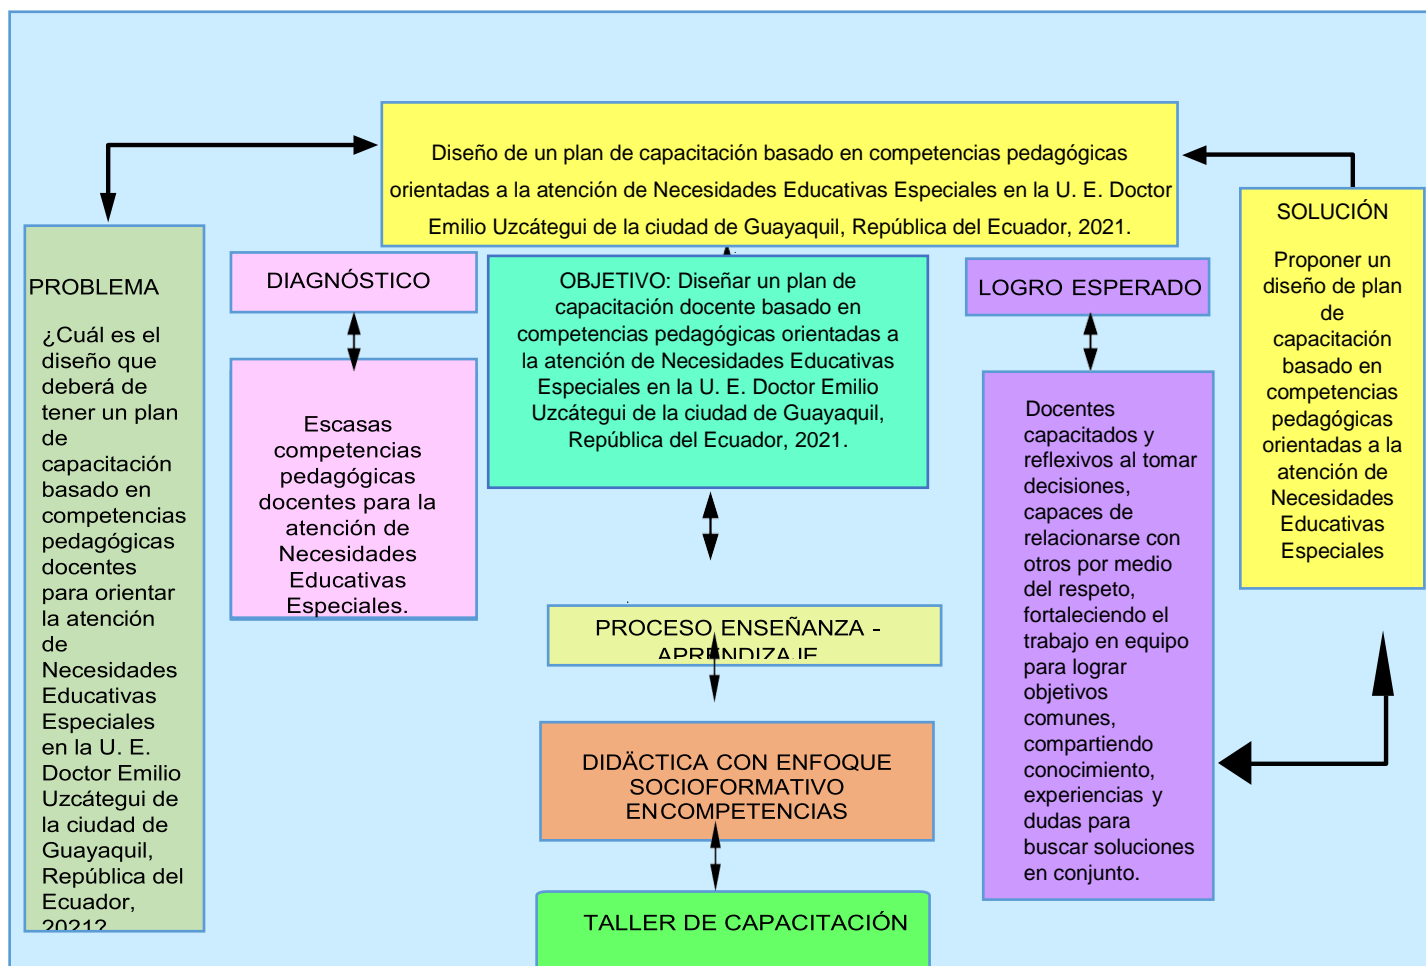 Diseño de un plan de capacitación basado en competencias pedagógicas
orientadas a la atención de Necesidades Educativas Especiales en la U. E. Doctor
Emilio Uzcátegui de la ciudad de Guayaquil, República del Ecuador, 2021.
PROBLEMA
¿Cuál es el
diseño que
deberá de
tener un plan
de
capacitación
basado en
competencias
pedagógicas
docentes
para orientar
la atención
de
Necesidades
Educativas
Especiales
en la U. E.
Doctor Emilio
Uzcátegui de
la ciudad de
Guayaquil,
República del
Ecuador,
2021?
DIAGNÓSTICO
Escasas
competencias
pedagógicas
docentes para la
atención de
Necesidades
Educativas
Especiales.
OBJETIVO: Diseñar un plan de
capacitación docente basado en
competencias pedagógicas orientadas a
la atención de Necesidades Educativas
Especiales en la U. E. Doctor Emilio
Uzcátegui de la ciudad de Guayaquil,
República del Ecuador, 2021.
PROCESO ENSEÑANZA -
APRENDIZAJE
DIDÄCTICA CON ENFOQUE
SOCIOFORMATIVO
ENCOMPETENCIAS
TALLER DE CAPACITACIÓN
LOGRO ESPERADO
Docentes
capacitados y
reflexivos al tomar
decisiones,
capaces de
relacionarse con
otros por medio
del respeto,
fortaleciendo el
trabajo en equipo
para lograr
objetivos
comunes,
compartiendo
conocimiento,
experiencias y
dudas para
buscar soluciones
en conjunto.
SOLUCIÓN
Proponer un
diseño de plan
de
capacitación
basado en
competencias
pedagógicas
orientadas a la
atención de
Necesidades
Educativas
Especiales